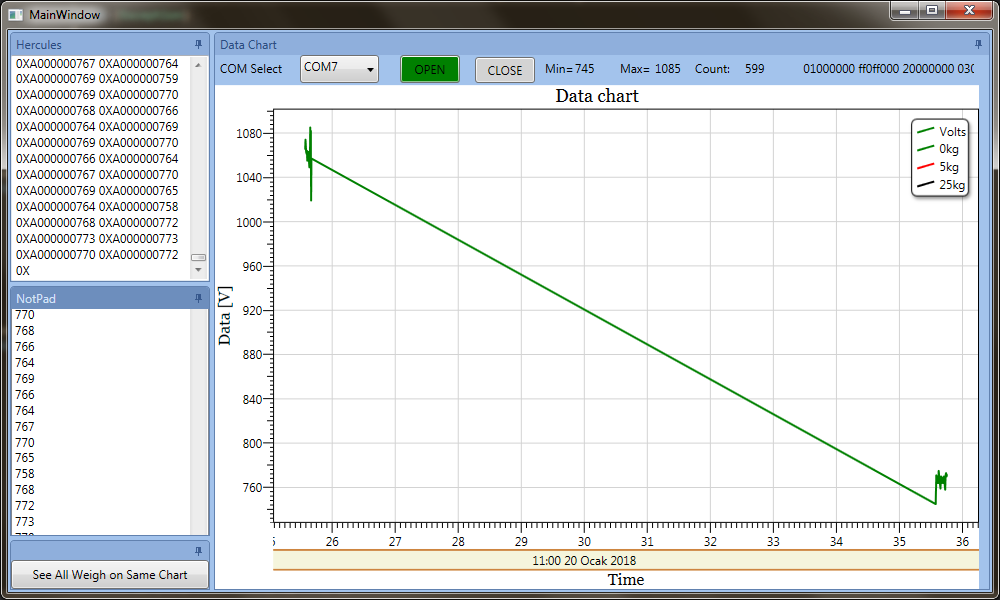 MainWindow
Hercules
0XA000000767 0XA000000764
0XA000000769 0XA000000759
0XA000000769 0XA000000770
0XA000000768 0XA000000766
0XA000000764 0XA000000769
0XA000000769 0XA000000770
0XA000000766 0XA000000764
0XA000000767 0XA000000770
0XA000000769 0XA000000765
0XA000000764 0XA000000758
0XA000000768 0XA000000772
0XA000000773 0XA000000773
0XA000000770 0XA000000772
0X
NotPad
770
768
766
764
769
766
764
767
770
765
758
768
772
773
See All Weigh on Same Chart
Data Chart
COM Select COM7 OPEN CLOSE Min= 745 Max= 1085 Count: 599 01000000 ff0ff000 20000000 030
Data chart
Volts
0kg
5kg
25kg
1080
1040
1000
960
920
880
840
800
760
Data [V]
26 27 28 29 30 31 32 33 34 35 36
11:00 20 Ocak 2018
Time